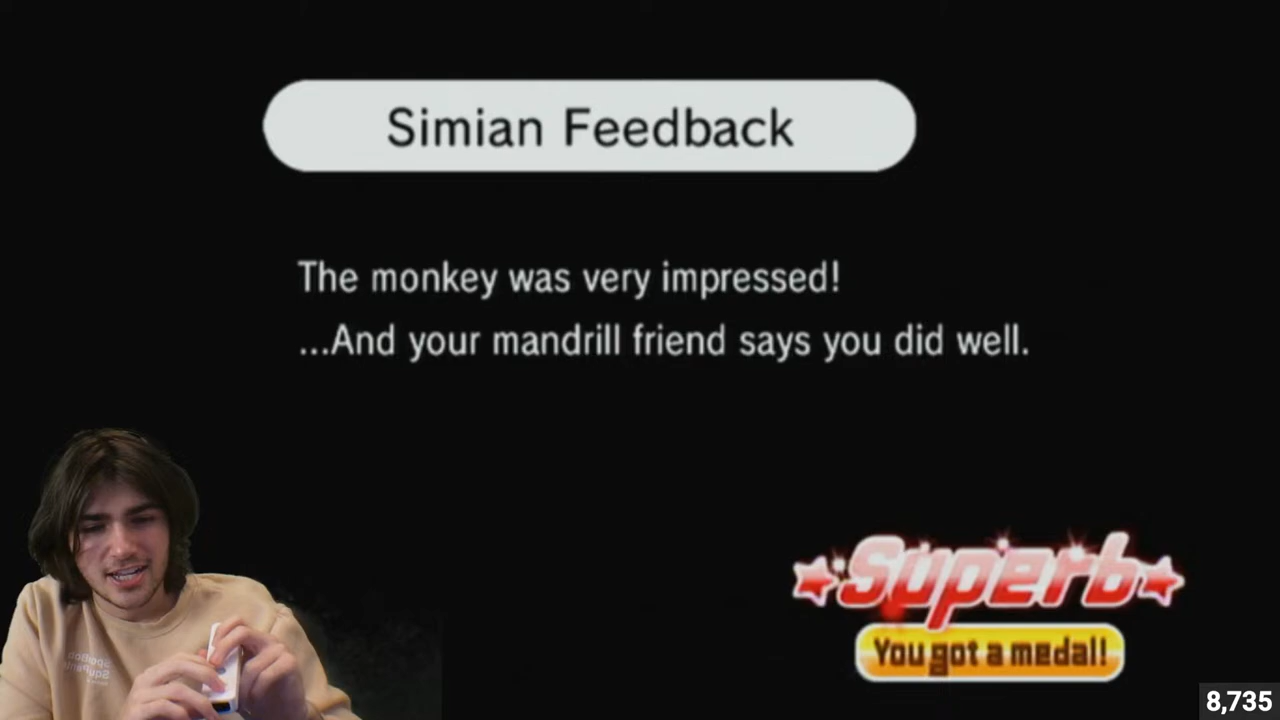 Simian Feedback
The monkey was very impressed!
...And your mandrill friend says you did well.
Superb
You got a medal!
8,735